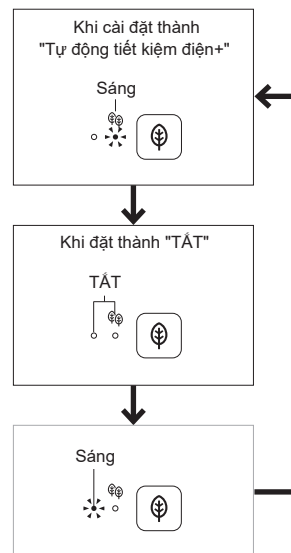 Khi cài đặt thành
"Tự động tiết kiệm điện+"
Sáng
Khi đặt thành "TẮT"
TẮT
Sáng